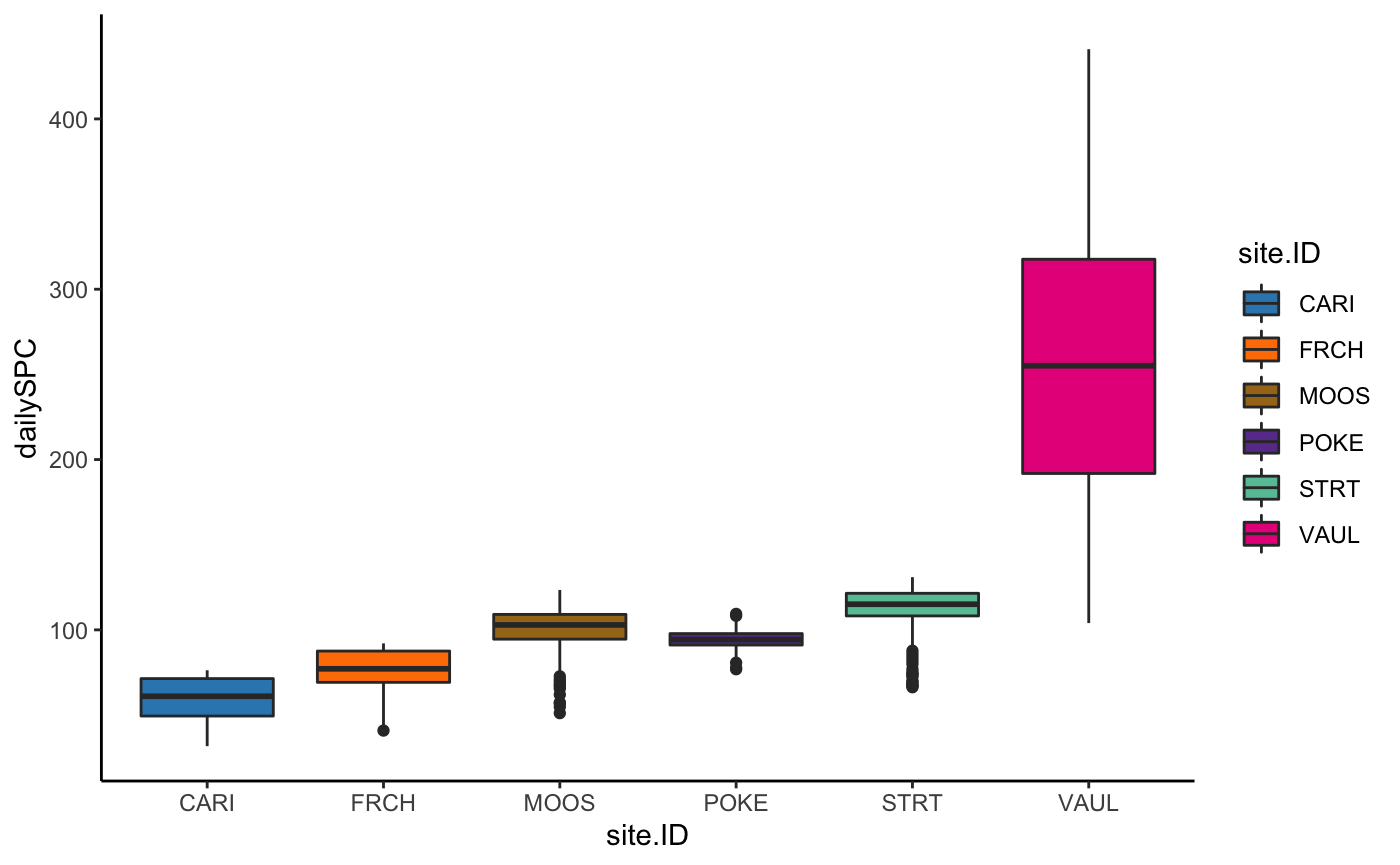 dailySPC
400
300
200
100
CARI
FRCH
MOOS
POKE
STRT
VAUL
site.ID
site.ID
CARI
FRCH
MOOS
POKE
STRT
VAUL